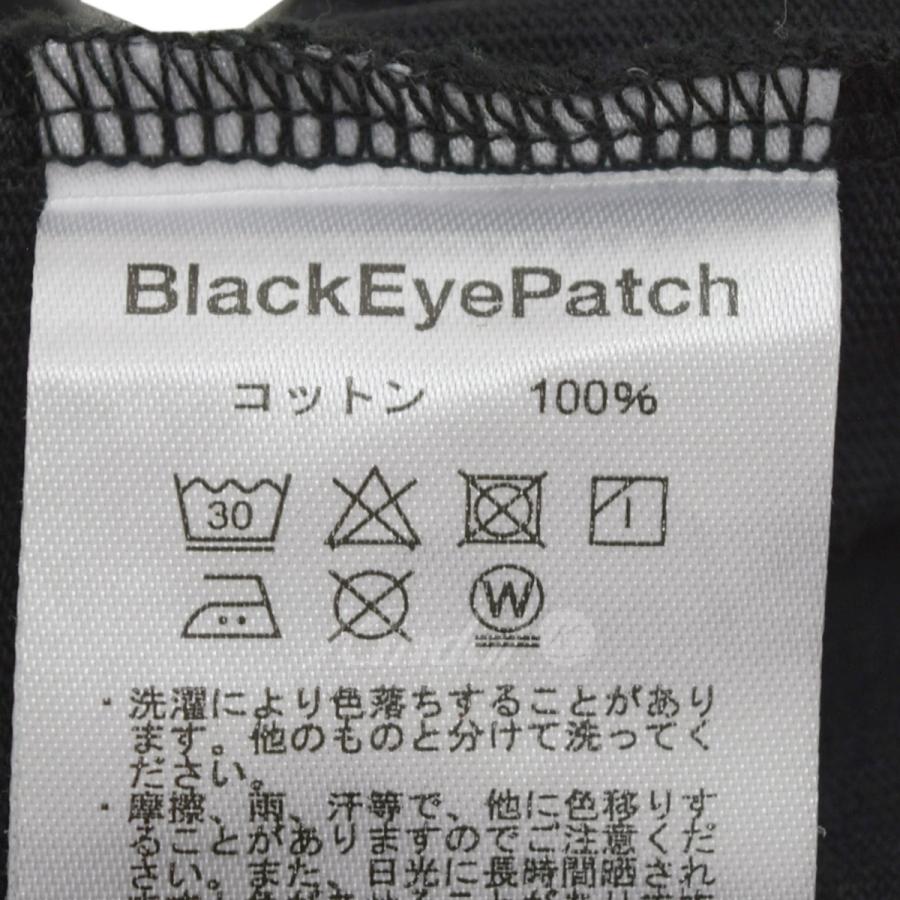 BlackEyePatch
コットン 100%
30
W
・洗濯により色落ちすることがあり
ます。他のものと分けて洗ってく
ださい。
・摩擦、雨、汗等で、他に色移りす
ることがありますのでご注意くだ
さい。また、日光に長時間晒され